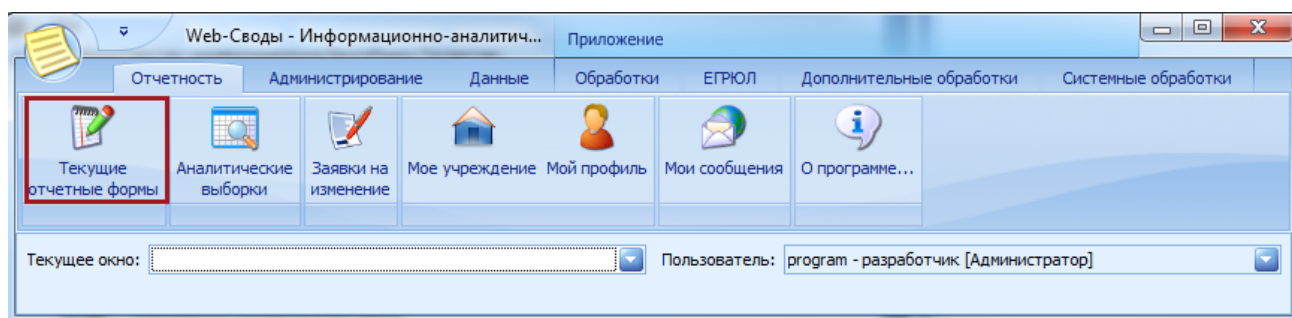 Web-Своды - Информационно-аналитич... Приложение
Отчетность Администрирование Данные Обработки ЕГРЮЛ Дополнительные обработки Системные обработки
Текущие отчетные формы
Аналитические выборки
Заявки на изменение
Мое учреждение
Мой профиль
Мои сообщения
О программе...
Текущее окно: Пользователь: program - разработчик [Администратор]